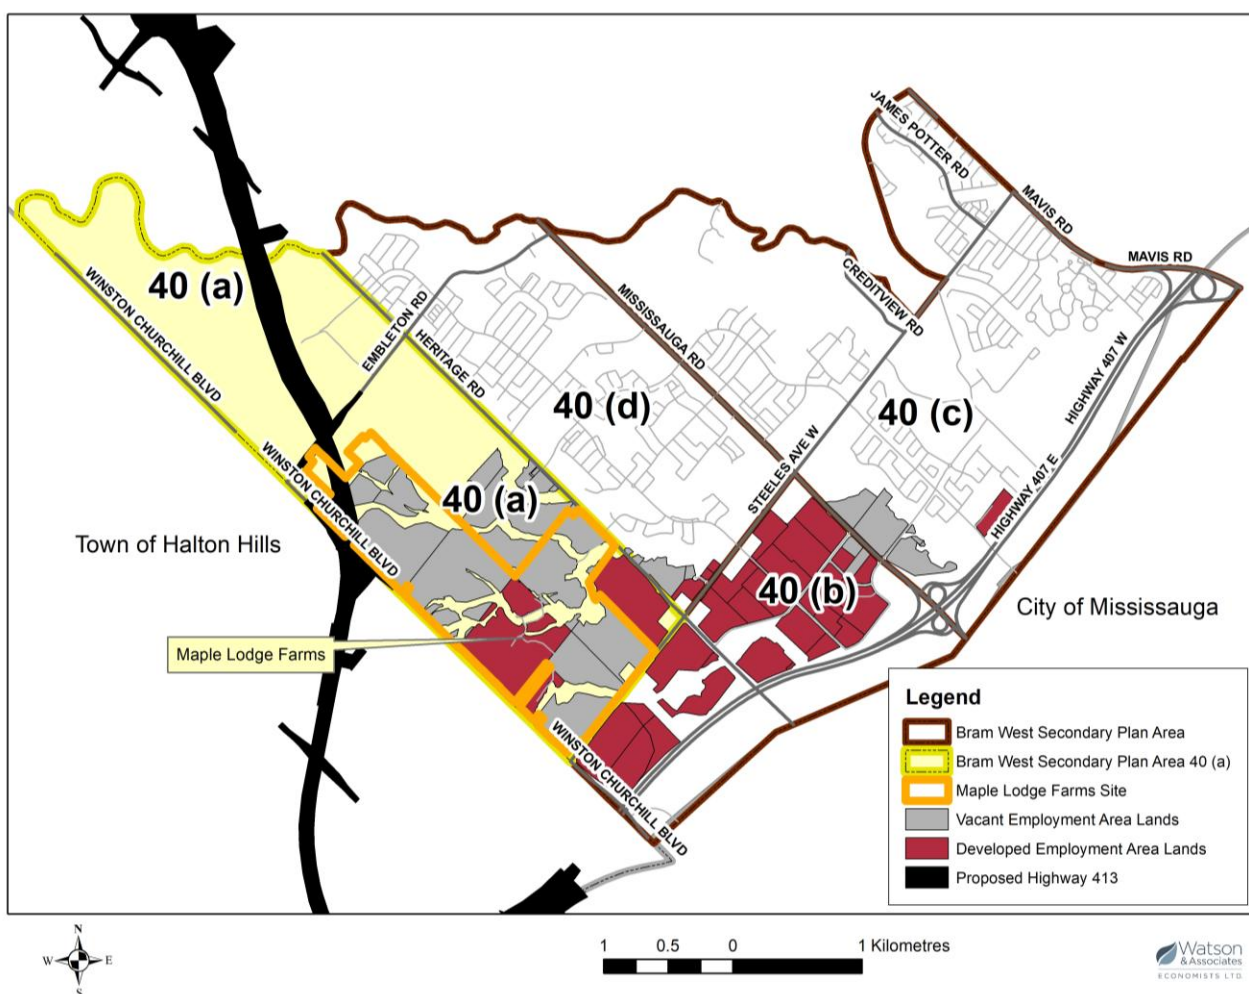 JAMES POTTER RD
MAVIS RD
MAVIS RD
40 (a)
WINSTON CHURCHILL BLVD
EMBLETON RD
HERITAGE RD
MISSISSAUGA RD
CREDITVIEW RD
HIGHWAY 407 W
40 (d)
40 (c)
STEELES AVE W
HIGHWAY 407 E
WINSTON CHURCHILL BLVD
40 (a)
WINSTON CHURCHILL BLVD
Town of Halton Hills
40 (b)
City of Mississauga
Maple Lodge Farms
WINSTON CHURCHILL BLVD
Legend
Bram West Secondary Plan Area
Bram West Secondary Plan Area 40 (a)
Maple Lodge Farms Site
Vacant Employment Area Lands
Developed Employment Area Lands
Proposed Highway 413
N
W E
S
1 0.5 0 1 Kilometres
Watson
& Associates
ECONOMISTS LTD.